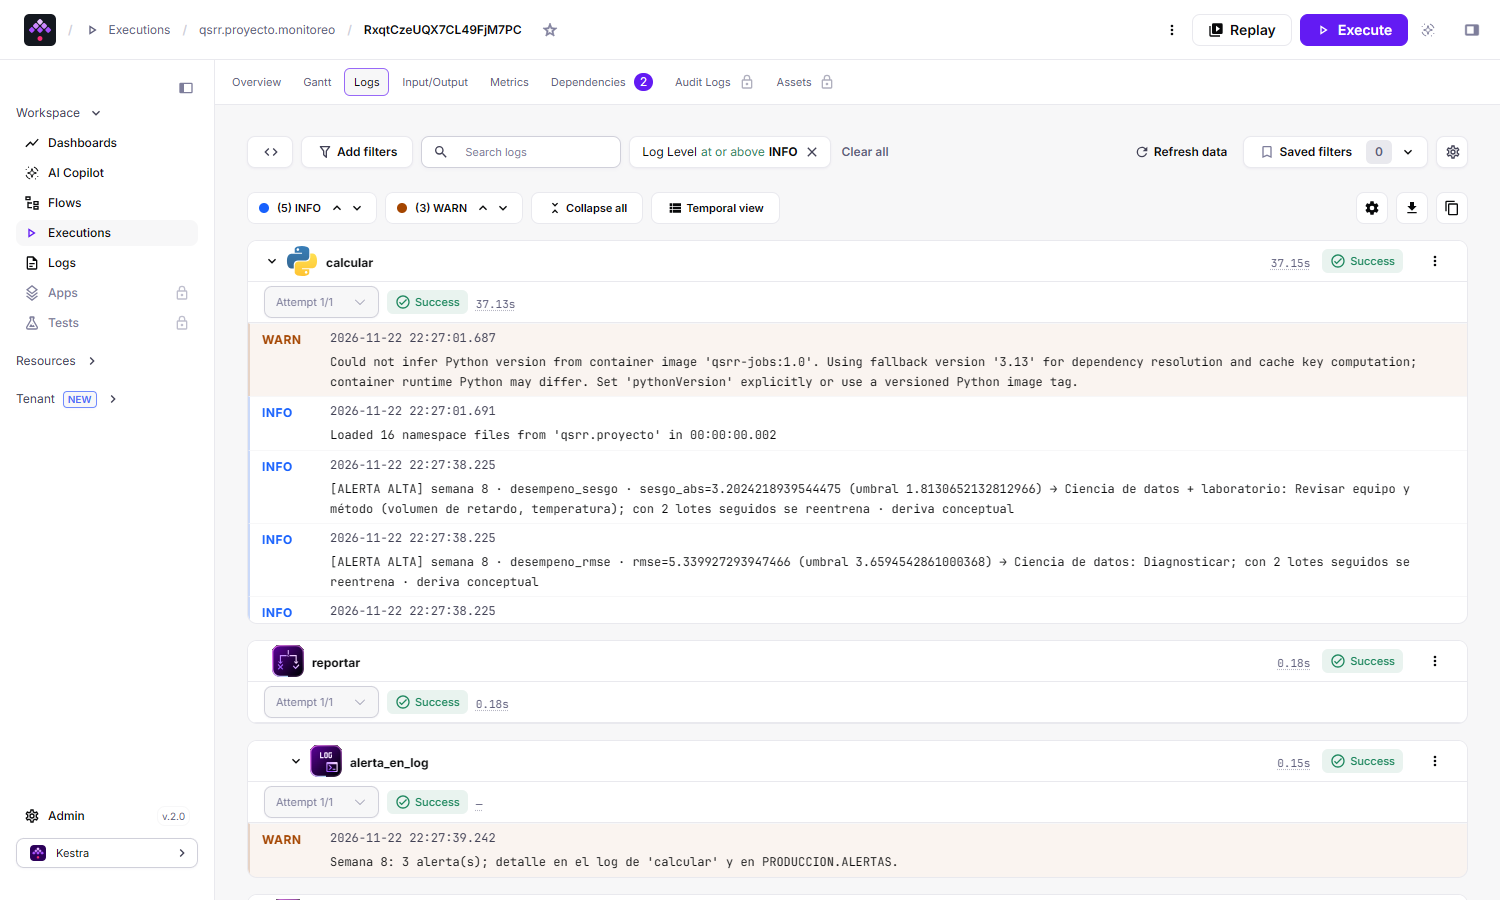 / Executions / qsrr.proyecto.monitoreo / RxqtCzeUQX7CL49FjM7PC
Replay
Execute
Overview Gantt Logs Input/Output Metrics Dependencies 2 Audit Logs Assets
Workspace
Dashboards
AI Copilot
Flows
Executions
Logs
Apps
Tests
Resources
Tenant NEW
Admin v.2.0
Kestra
Add filters
Search logs
Log Level at or above INFO
Clear all
Refresh data
Saved filters 0
(5) INFO
(3) WARN
Collapse all
Temporal view
calcular
37.15s Success
Attempt 1/1 Success 37.13s
WARN 2026-11-22 22:27:01.687
Could not infer Python version from container image 'qsrr-jobs:1.0'. Using fallback version '3.13' for dependency resolution and cache key computation;
container runtime Python may differ. Set 'pythonVersion' explicitly or use a versioned Python image tag.
INFO 2026-11-22 22:27:01.691
Loaded 16 namespace files from 'qsrr.proyecto' in 00:00:00.002
INFO 2026-11-22 22:27:38.225
[ALERTA ALTA] semana 8 · desempeno_sesgo · sesgo_abs=3.2024218939544475 (umbral 1.8130652132812966) → Ciencia de datos + laboratorio: Revisar equipo y
método (volumen de retardo, temperatura); con 2 lotes seguidos se reentrena · deriva conceptual
INFO 2026-11-22 22:27:38.225
[ALERTA ALTA] semana 8 · desempeno_rmse · rmse=5.339927293947466 (umbral 3.6594542861000368) → Ciencia de datos: Diagnosticar; con 2 lotes seguidos se
reentrena · deriva conceptual
INFO 2026-11-22 22:27:38.225
reportar
0.18s Success
Attempt 1/1 Success 0.18s
LOG
alerta_en_log
0.15s Success
Attempt 1/1 Success –
WARN 2026-11-22 22:27:39.242
Semana 8: 3 alerta(s); detalle en el log de 'calcular' y en PRODUCCION.ALERTAS.